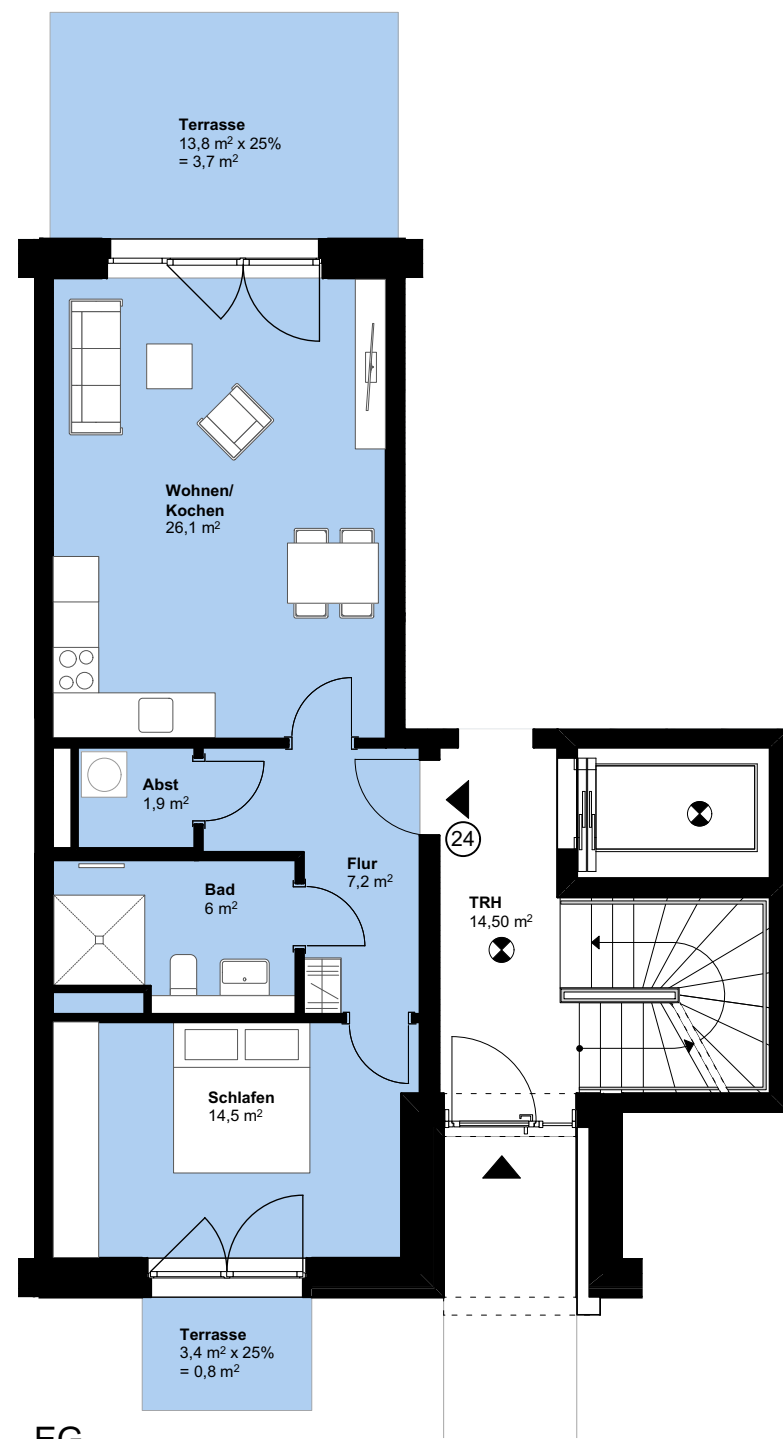 Terrasse
13,8 m² x 25%
= 3,7 m²
Wohnen/
Kochen
26,1 m²
Abst
1,9 m²
24
Flur
7,2 m²
Bad
6 m²
TRH
14,50 m²
Schlafen
14,5 m²
Terrasse
3,4 m² x 25%
= 0,8 m²
EG